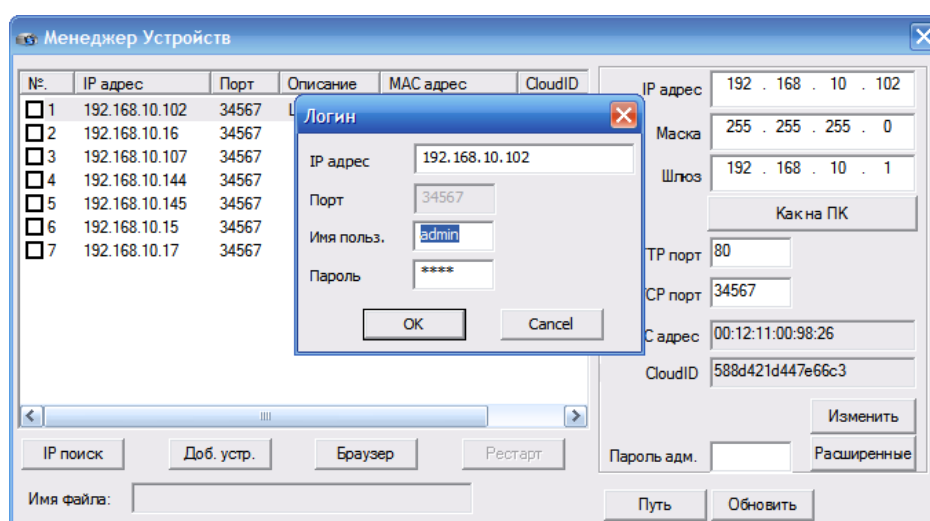 Менеджер Устройств
№. IP адрес Порт Описание MAC адрес CloudID
1 192.168.10.102 34567
2 192.168.10.16 34567
3 192.168.10.107 34567
4 192.168.10.144 34567
5 192.168.10.145 34567
6 192.168.10.15 34567
7 192.168.10.17 34567
Логин
IP адрес 192.168.10.102
Порт 34567
Имя польз. admin
Пароль ****
OK Cancel
IP адрес 192 . 168 . 10 . 102
Маска 255 . 255 . 255 . 0
Шлюз 192 . 168 . 10 . 1
Как на ПК
TP порт 80
CP порт 34567
C адрес 00:12:11:00:98:26
CloudID 588d421d447e66c3
Изменить
Пароль адм. Расширенные
IP поиск Доб. устр. Браузер Рестарт
Имя файла:
Путь Обновить